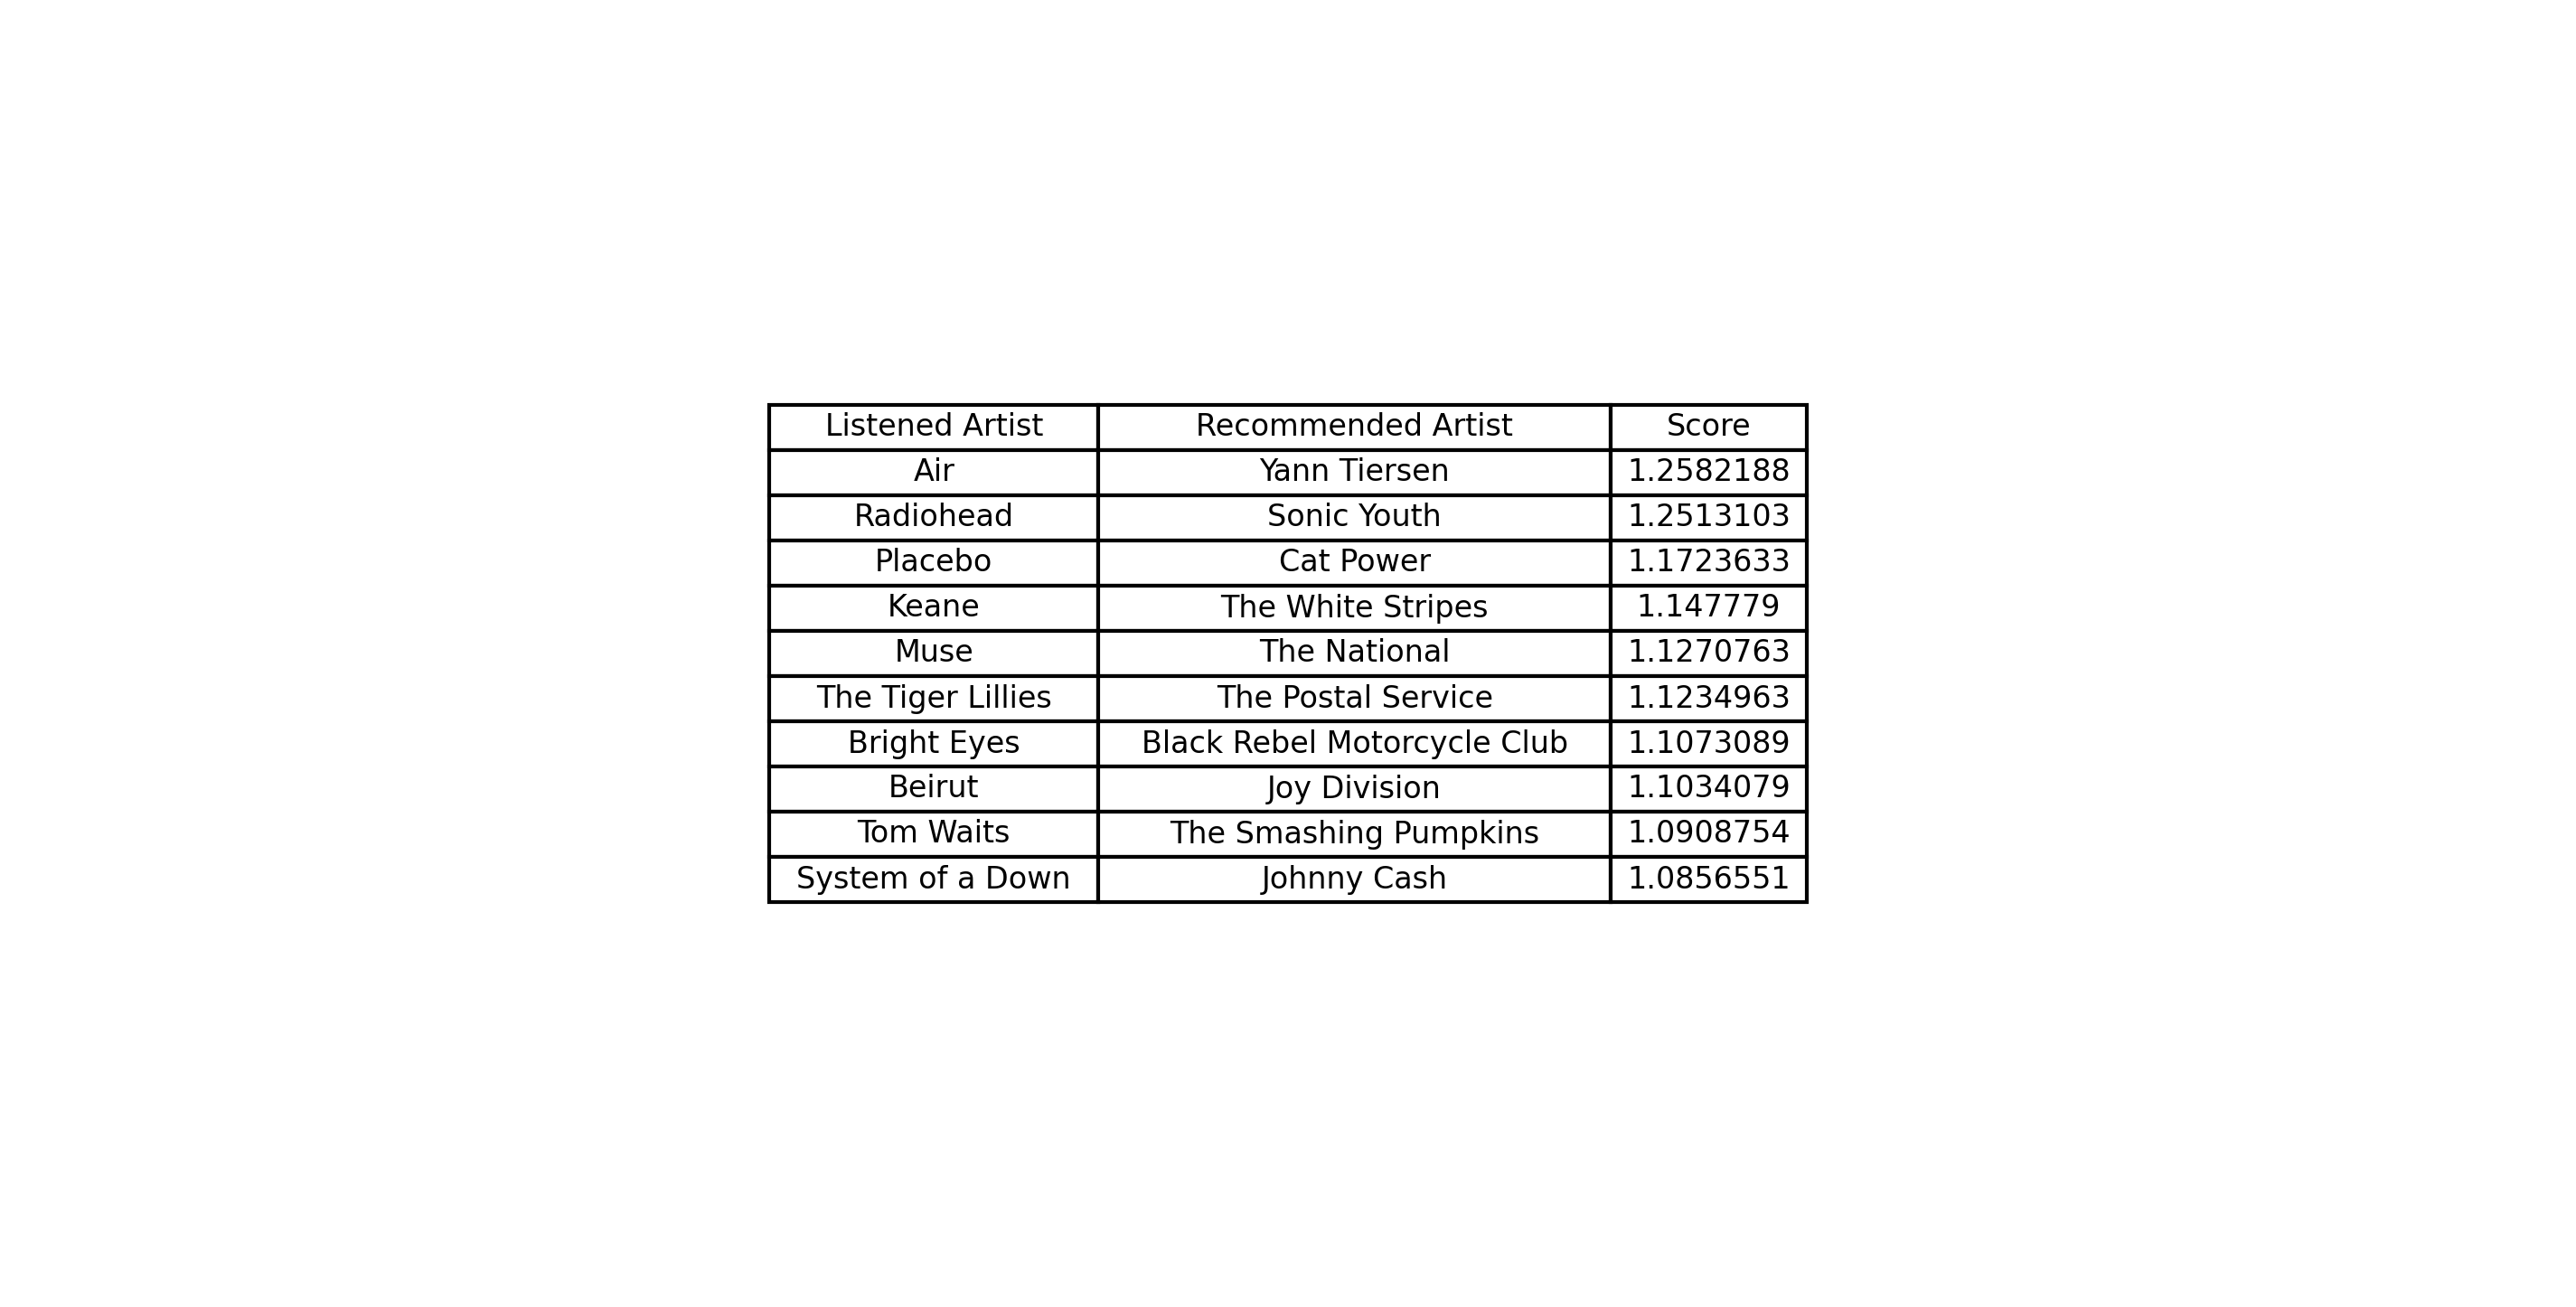 Listened Artist Recommended Artist Score
Air Yann Tiersen 1.2582188
Radiohead Sonic Youth 1.2513103
Placebo Cat Power 1.1723633
Keane The White Stripes 1.147779
Muse The National 1.1270763
The Tiger Lillies The Postal Service 1.1234963
Bright Eyes Black Rebel Motorcycle Club 1.1073089
Beirut Joy Division 1.1034079
Tom Waits The Smashing Pumpkins 1.0908754
System of a Down Johnny Cash 1.0856551